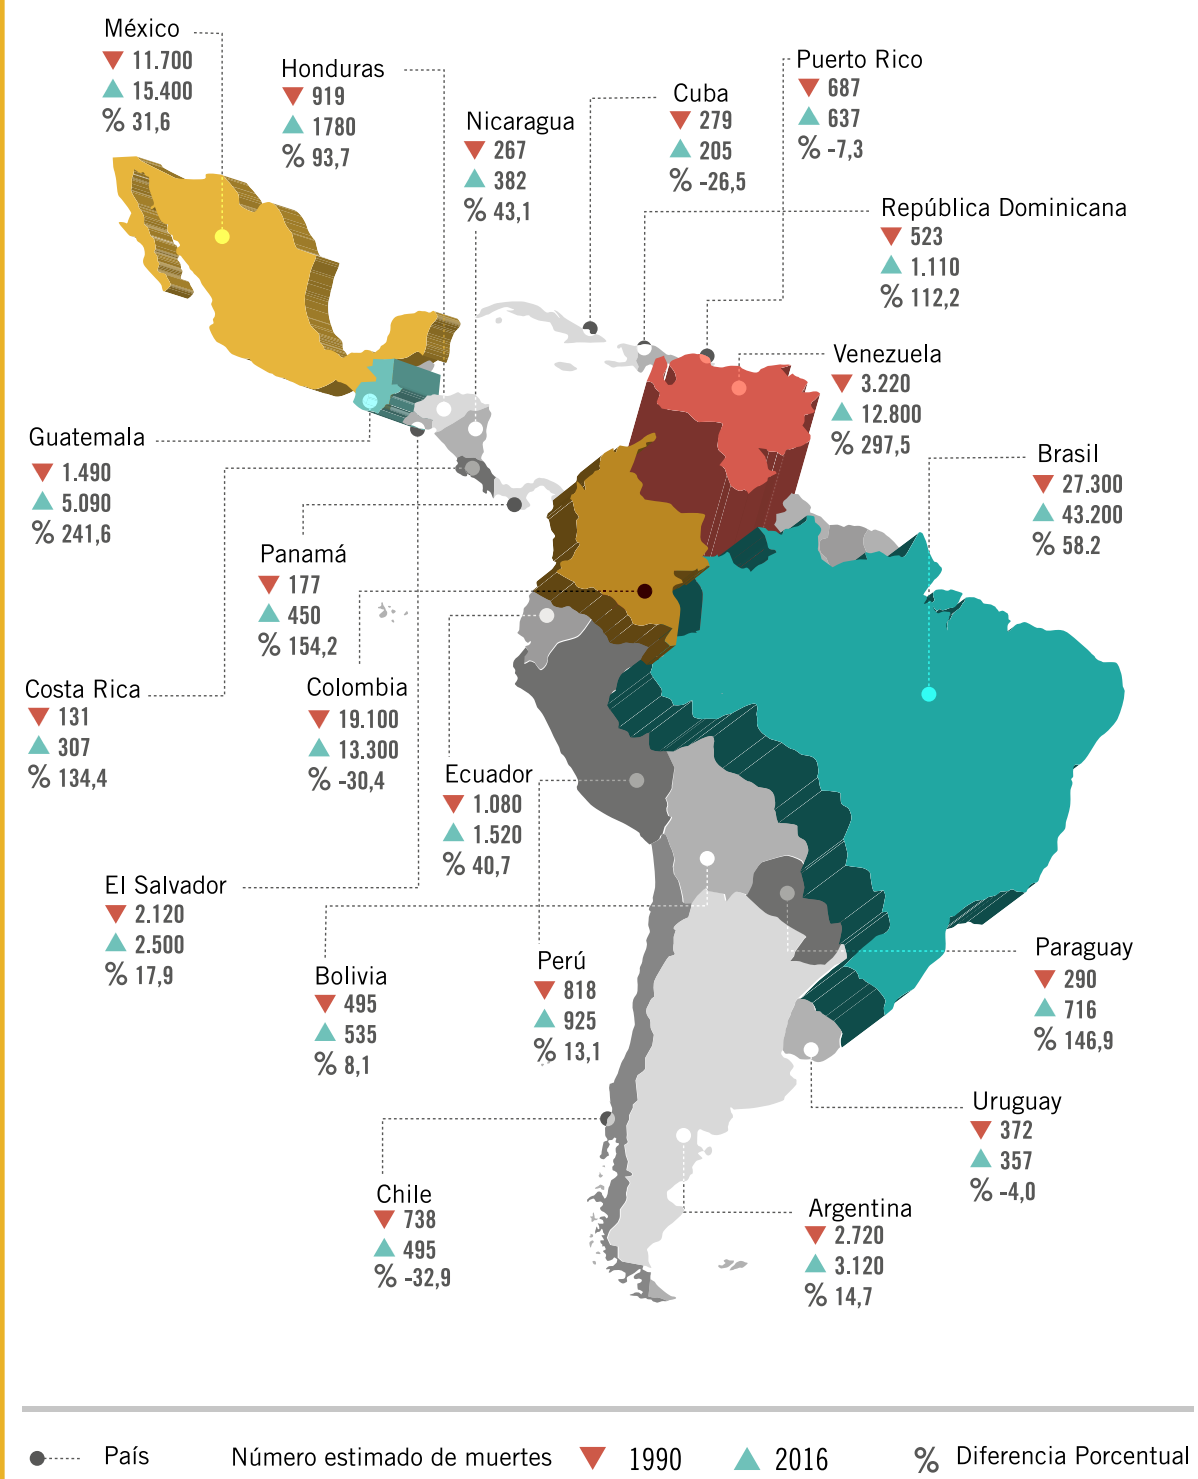 México
▼ 11.700
▲ 15.400
% 31,6
Honduras
▼ 919
▲ 1780
% 93,7
Nicaragua
▼ 267
▲ 382
% 43,1
Cuba
▼ 279
▲ 205
% -26,5
Puerto Rico
▼ 687
▲ 637
% -7,3
República Dominicana
▼ 523
▲ 1.110
% 112,2
Venezuela
▼ 3.220
▲ 12.800
% 297,5
Guatemala
▼ 1.490
▲ 5.090
% 241,6
Brasil
▼ 27.300
▲ 43.200
% 58.2
Panamá
▼ 177
▲ 450
% 154,2
Costa Rica
▼ 131
▲ 307
% 134,4
Colombia
▼ 19.100
▲ 13.300
% -30,4
Ecuador
▼ 1.080
▲ 1.520
% 40,7
El Salvador
▼ 2.120
▲ 2.500
% 17,9
Bolivia
▼ 495
▲ 535
% 8,1
Perú
▼ 818
▲ 925
% 13,1
Paraguay
▼ 290
▲ 716
% 146,9
Uruguay
▼ 372
▲ 357
% -4,0
Chile
▼ 738
▲ 495
% -32,9
Argentina
▼ 2.720
▲ 3.120
% 14,7
País Número estimado de muertes ▼ 1990 ▲ 2016 % Diferencia Porcentual